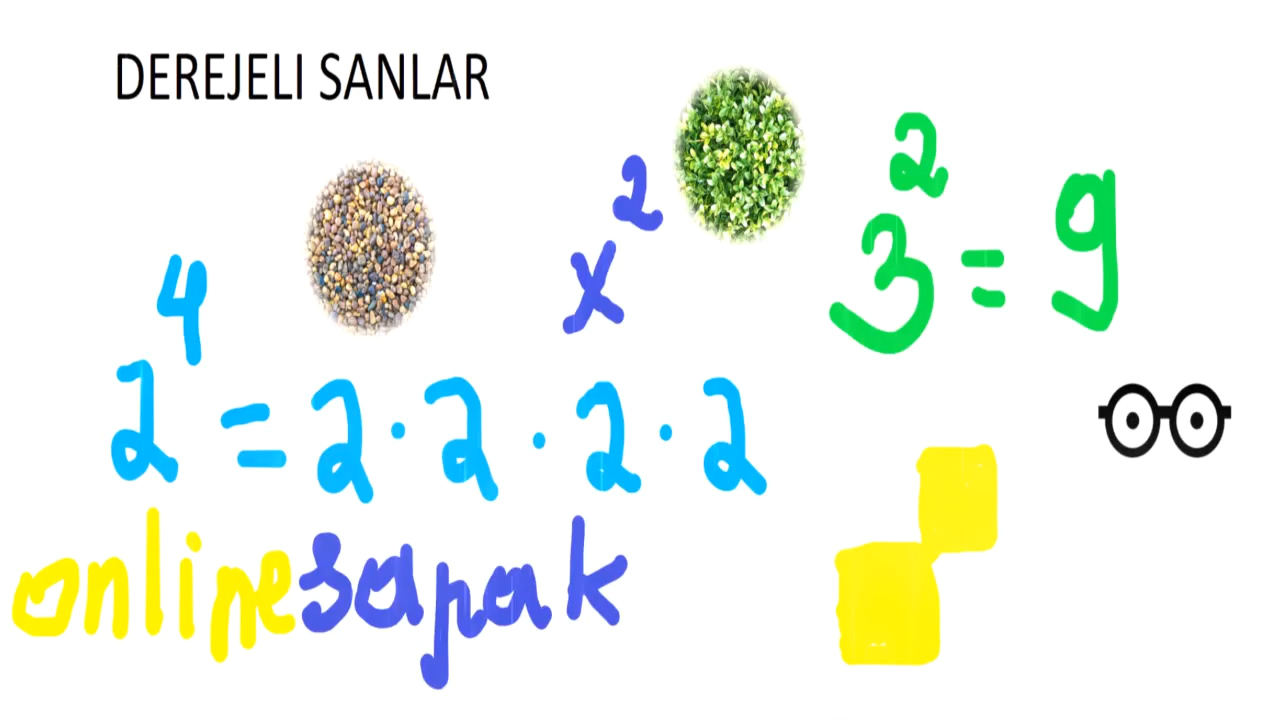 DEREJELI SANLAR
x²
3² = 9
2⁴ = 2 · 2 · 2 · 2
onlinesapak